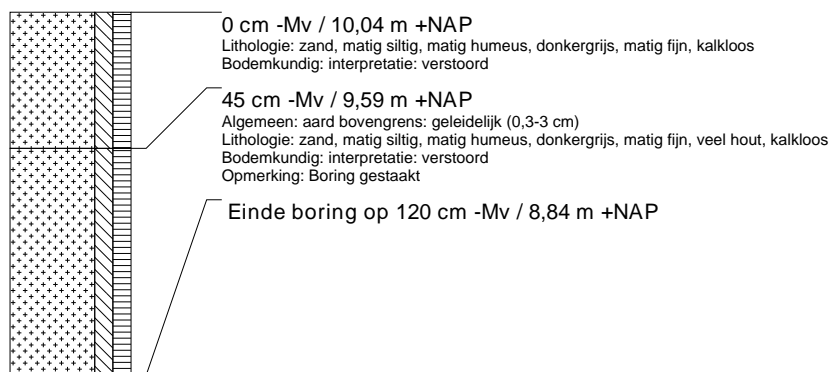 0 cm -Mv / 10,04 m +NAP
Lithologie: zand, matig siltig, matig humeus, donkergrijs, matig fijn, kalkloos
Bodemkundig: interpretatie: verstoord
45 cm -Mv / 9,59 m +NAP
Algemeen: aard bovengrens: geleidelijk (0,3-3 cm)
Lithologie: zand, matig siltig, matig humeus, donkergrijs, matig fijn, veel hout, kalkloos
Bodemkundig: interpretatie: verstoord
Opmerking: Boring gestaakt
Einde boring op 120 cm -Mv / 8,84 m +NAP